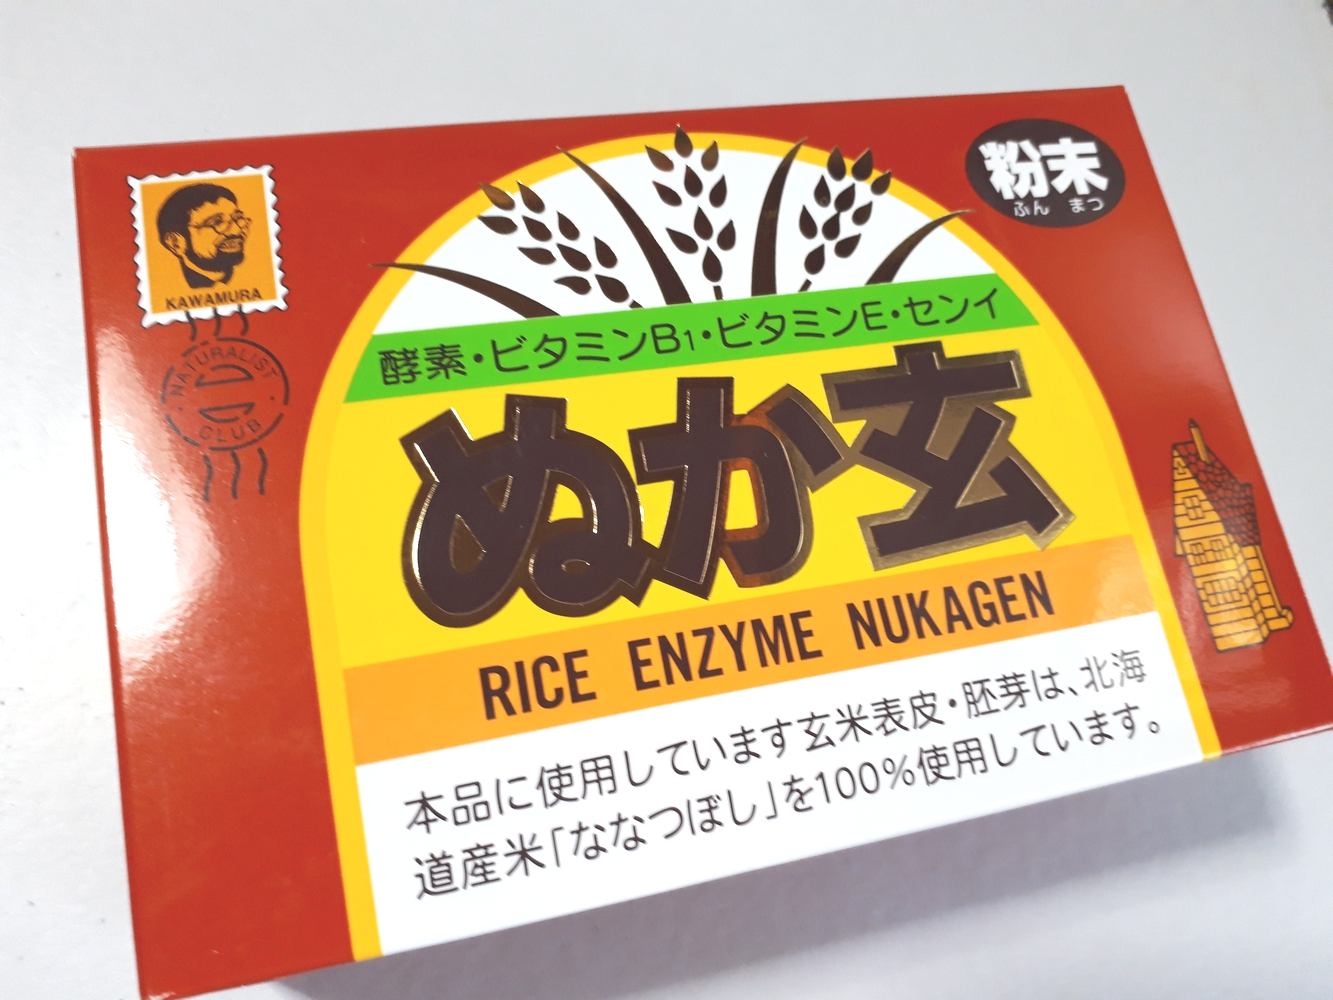 粉末
ふんまつ
KAWAMURA
NATURALIST
CLUB
酵素・ビタミンB1・ビタミンE・センイ
ぬか玄
RICE ENZYME NUKAGEN
本品に使用しています玄米表皮・胚芽は、北海
道産米「ななつぼし」を100%使用しています。